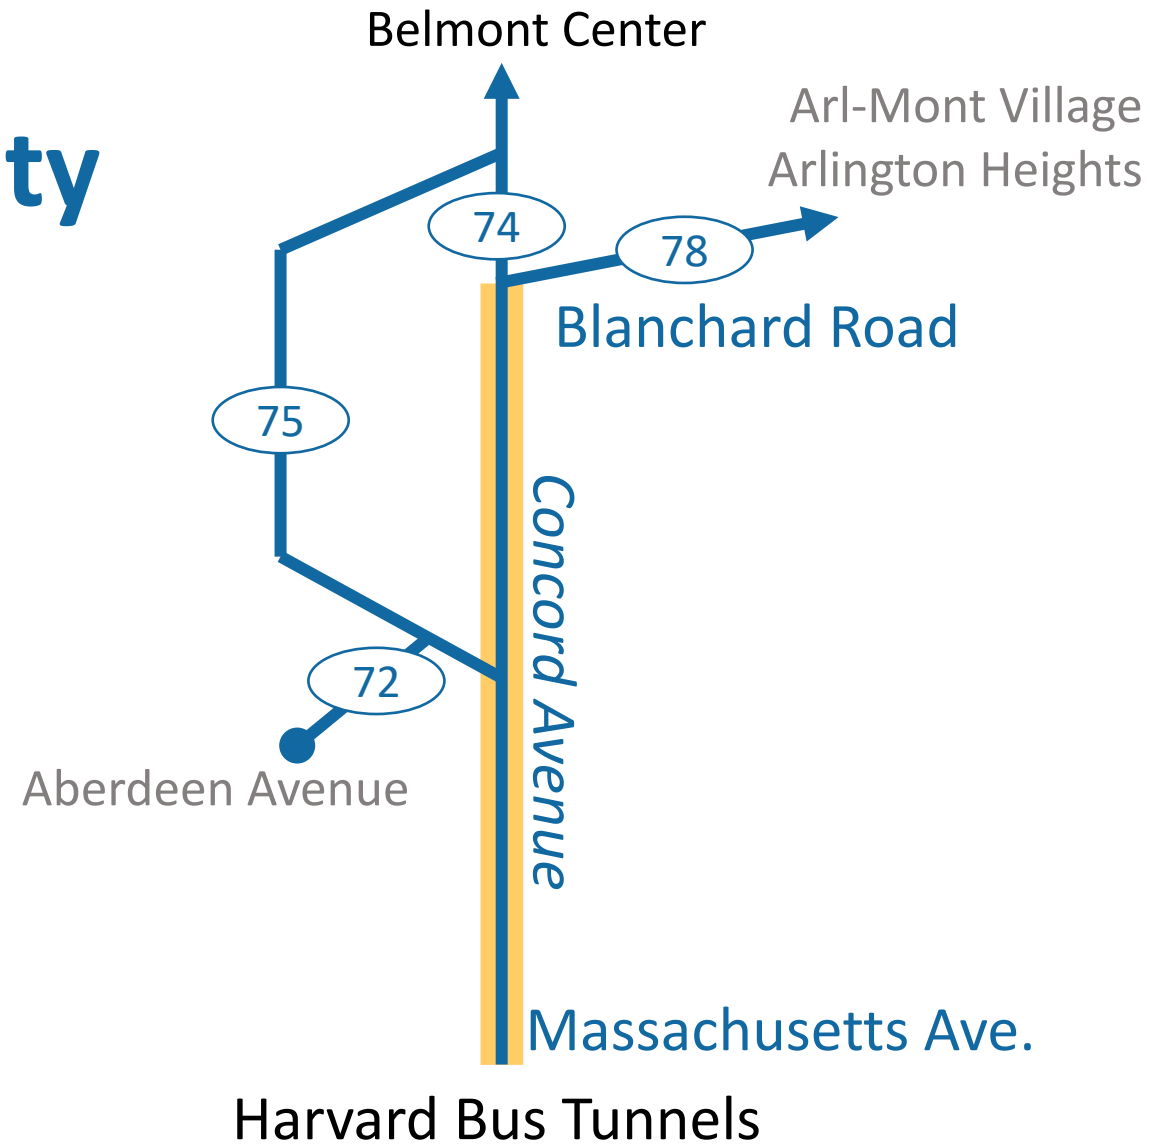 Belmont Center
Arl-Mont Village
Arlington Heights
ty
74
78
Blanchard Road
75
Concord Avenue
72
Aberdeen Avenue
Massachusetts Ave.
Harvard Bus Tunnels